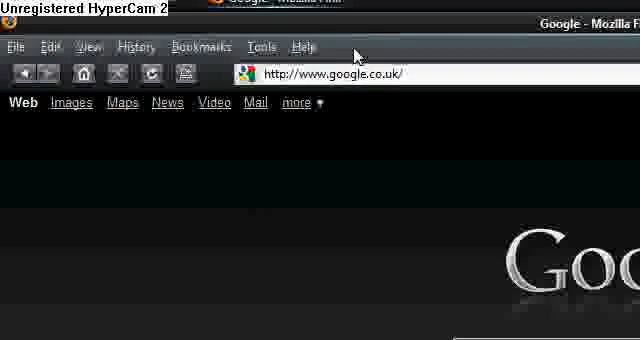 Unregistered HyperCam 2
Google - Mozilla Fi
File Edit View History Bookmarks Tools Help
http://www.google.co.uk/
Web Images Maps News Video Mail more
Goo